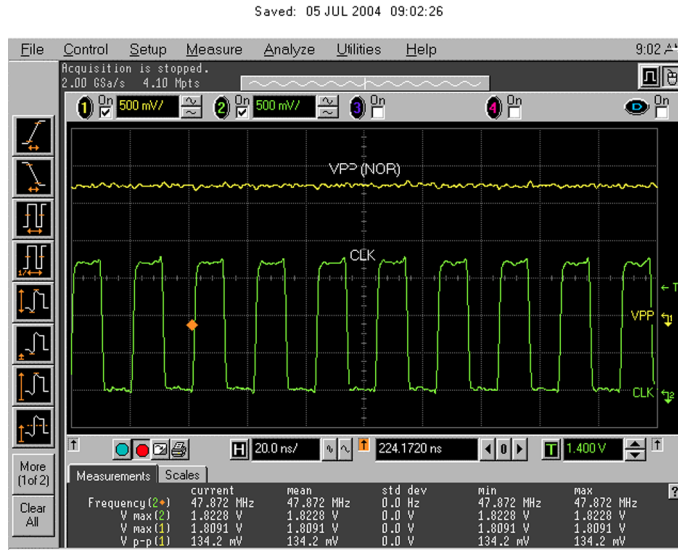 Saved: 05 JUL 2004 09:02:26
File Control Setup Measure Analyze Utilities Help 9:02 A
Acquisition is stopped.
2.00 GSa/s 4.10 Mpts
1 On 500 mV/ 2 On 500 mV/ 3 On 4 On D On
VPP (NOR)
CLK
T
VPP 1
CLK 2
H 20.0 ns/ 224.1720 ns 0 T 1.400 V
More
(1of 2)
Clear
All
Measurements Scales
current mean std dev min max
Frequency(2) 47.872 MHz 47.872 MHz 0.0 Hz 47.872 MHz 47.872 MHz
V max(2) 1.8228 V 1.8228 V 0.0 V 1.8228 V 1.8228 V
V max(1) 1.8091 V 1.8091 V 0.0 V 1.8091 V 1.8091 V
V p-p(1) 134.2 mV 134.2 mV 0.0 V 134.2 mV 134.2 mV
?